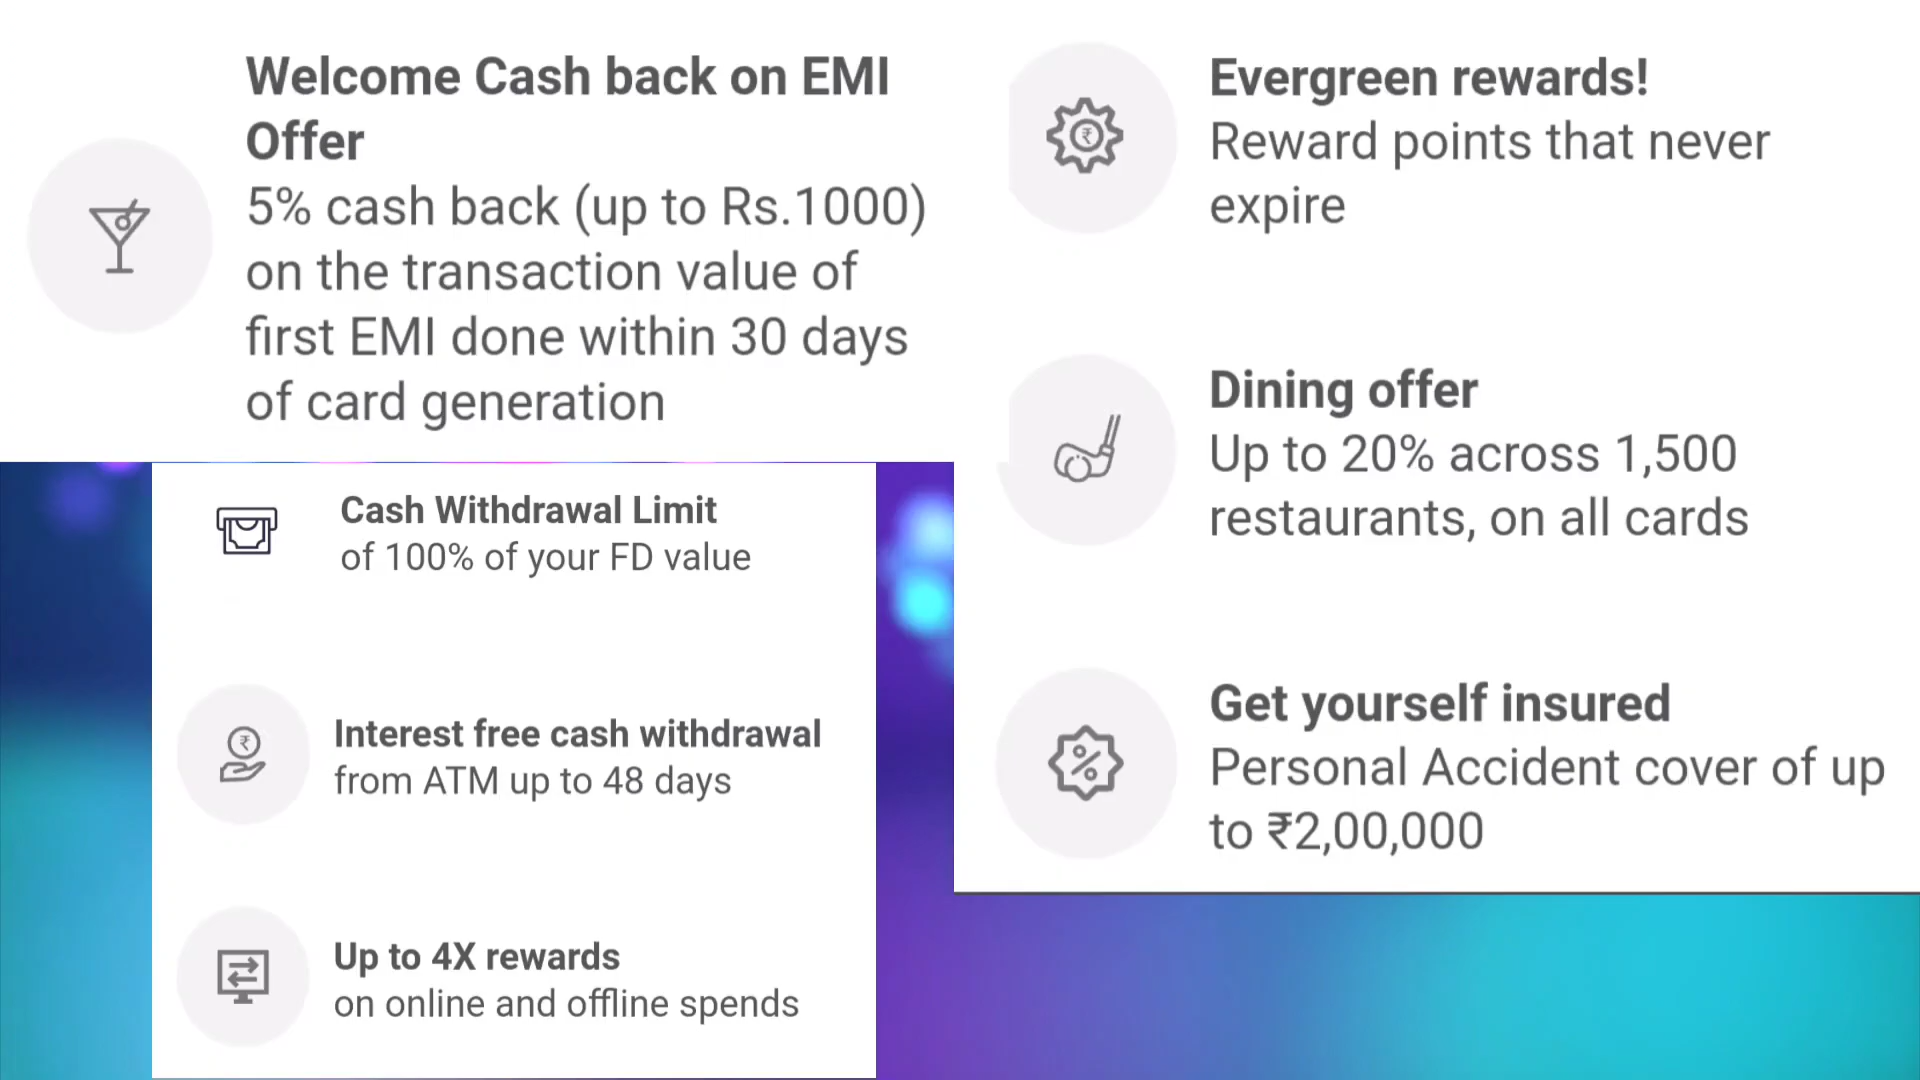 Welcome Cash back on EMI
Offer
5% cash back (up to Rs.1000)
on the transaction value of
first EMI done within 30 days
of card generation
Cash Withdrawal Limit
of 100% of your FD value
Interest free cash withdrawal
from ATM up to 48 days
Up to 4X rewards
on online and offline spends
Evergreen rewards!
Reward points that never
expire
Dining offer
Up to 20% across 1,500
restaurants, on all cards
Get yourself insured
Personal Accident cover of up
to ₹2,00,000